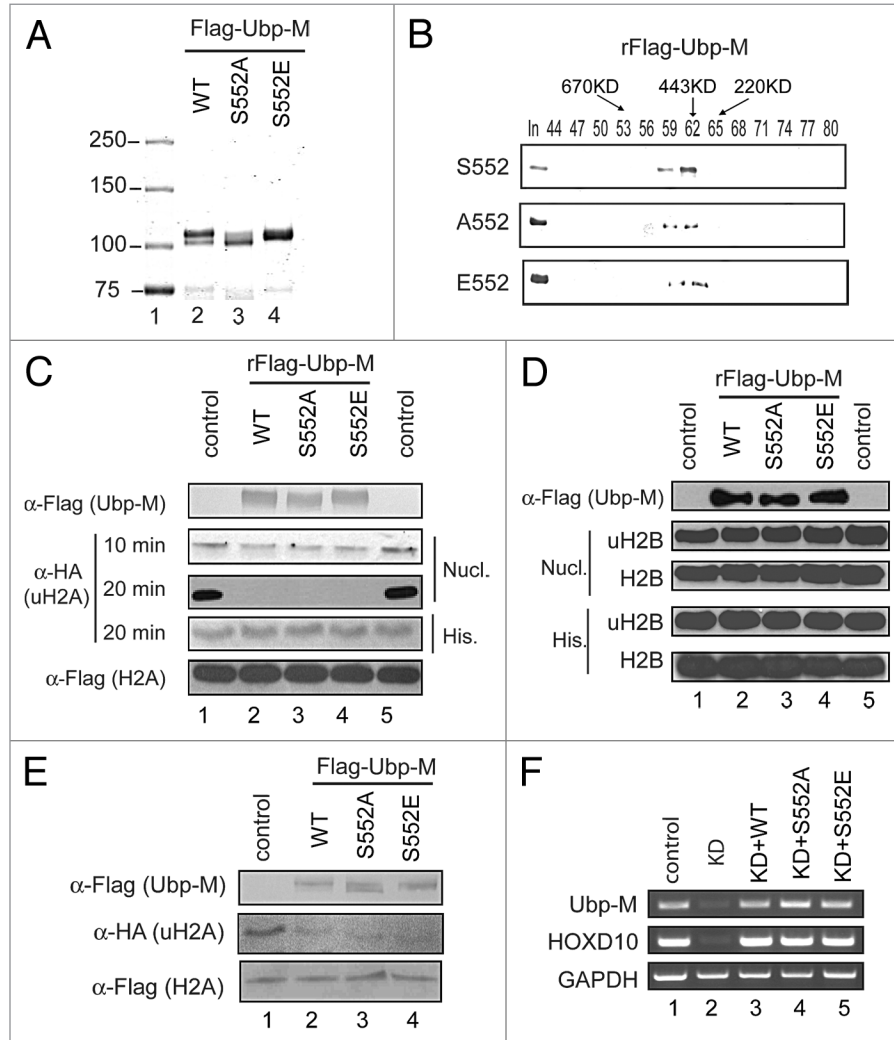 A
Flag-Ubp-M
WT
S552A
S552E
250
150
100
75
1 2 3 4
B
rFlag-Ubp-M
670KD 443KD 220KD
In 44 47 50 53 56 59 62 65 68 71 74 77 80
S552
A552
E552
C
rFlag-Ubp-M
control
WT
S552A
S552E
control
α-Flag (Ubp-M)
α-HA (uH2A)
10 min
20 min
Nucl.
20 min
His.
α-Flag (H2A)
1 2 3 4 5
D
rFlag-Ubp-M
control
WT
S552A
S552E
control
α-Flag (Ubp-M)
Nucl.
uH2B
H2B
His.
uH2B
H2B
1 2 3 4 5
E
Flag-Ubp-M
control
WT
S552A
S552E
α-Flag (Ubp-M)
α-HA (uH2A)
α-Flag (H2A)
1 2 3 4
F
control
KD
KD+WT
KD+S552A
KD+S552E
Ubp-M
HOXD10
GAPDH
1 2 3 4 5